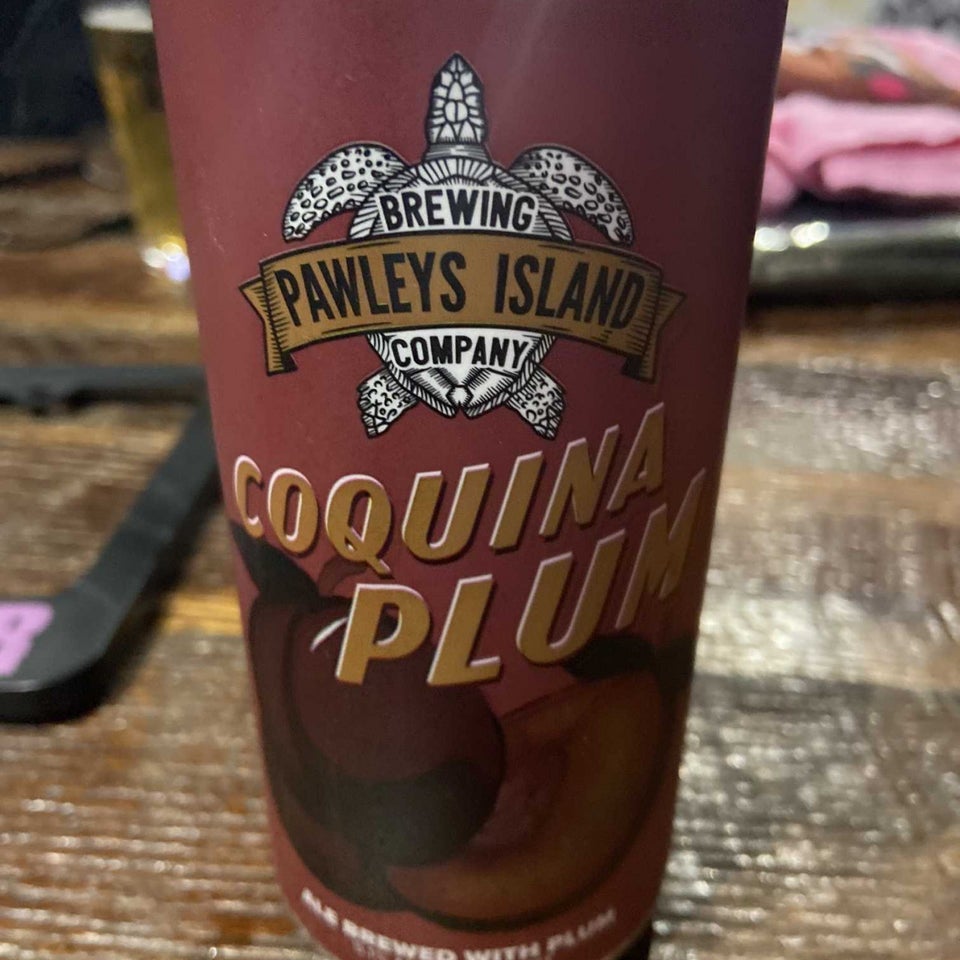 BREWING
PAWLEYS ISLAND
COMPANY
COQUINA
PLUM
ALE BREWED WITH PLUM